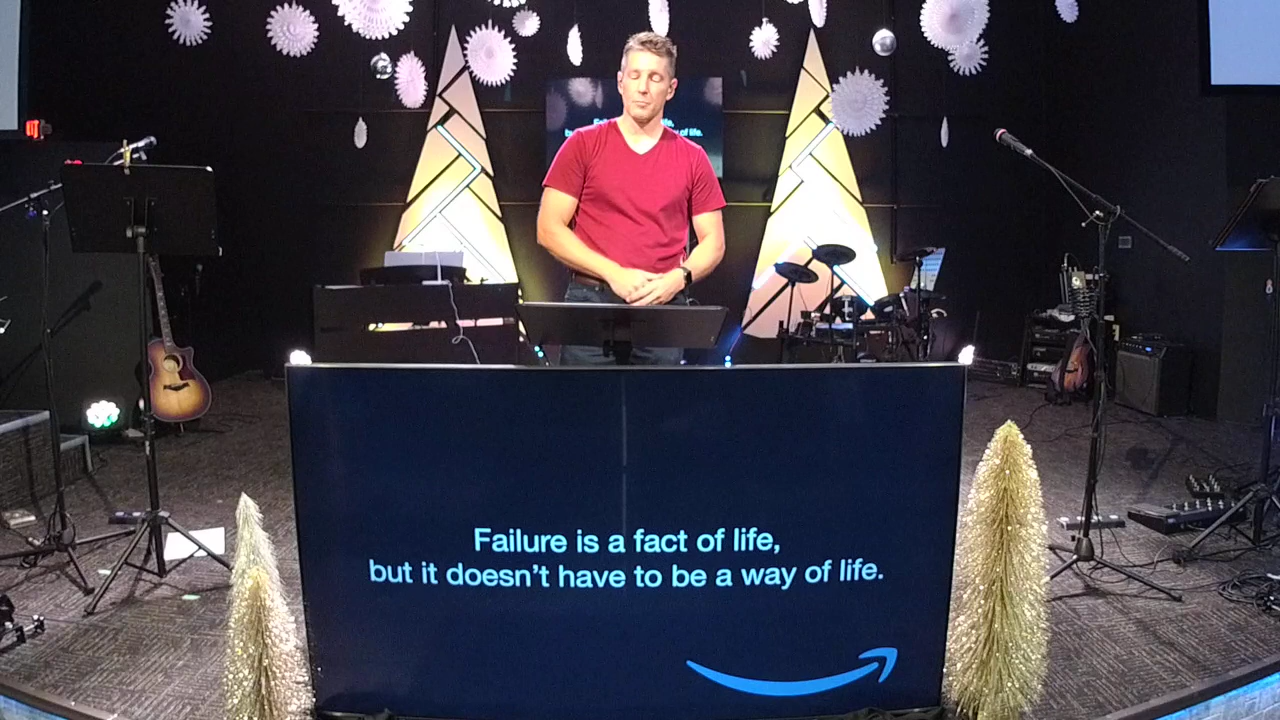 Failure is a fact of life,
but it doesn't have to be a way of life.